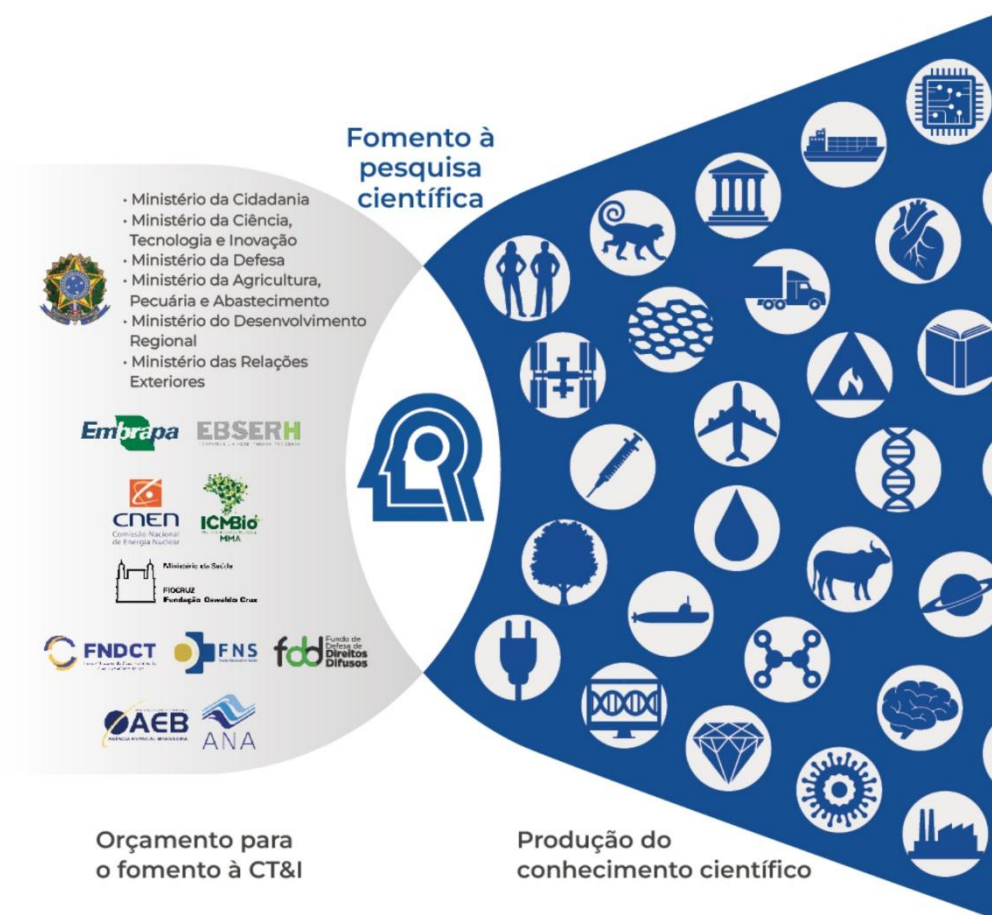 Fomento à
pesquisa
científica
· Ministério da Cidadania
· Ministério da Ciência,
Tecnologia e Inovação
· Ministério da Defesa
· Ministério da Agricultura,
Pecuária e Abastecimento
· Ministério do Desenvolvimento
Regional
· Ministério das Relações
Exteriores
Embrapa
EBSERH
CNEN
Comissão Nacional
de Energia Nuclear
ICMBio
MMA
Ministério da Saúde
FIOCRUZ
Fundação Oswaldo Cruz
FNDCT
FNS
fdd
Fundo de
Defesa de
Direitos
Difusos
AEB
AGÊNCIA ESPACIAL BRASILEIRA
ANA
Orçamento para
o fomento à CT&I
Produção do
conhecimento científico